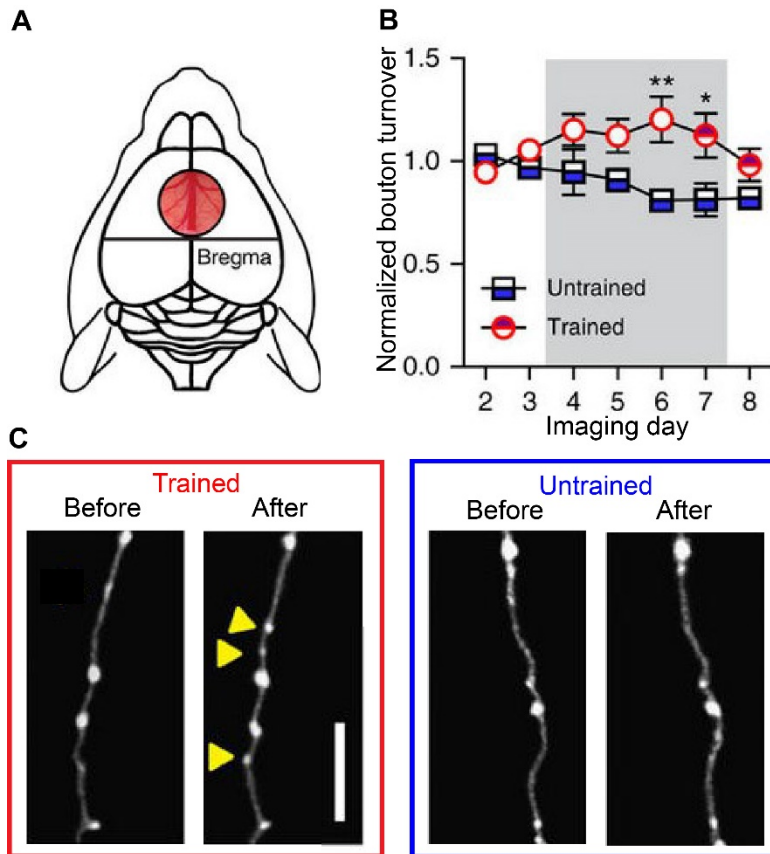 A
Bregma
B
Normalized bouton turnover
1.5
1.0
0.5
0.0
**
*
Untrained
Trained
2 3 4 5 6 7 8
Imaging day
C
Trained
Before After
Untrained
Before After